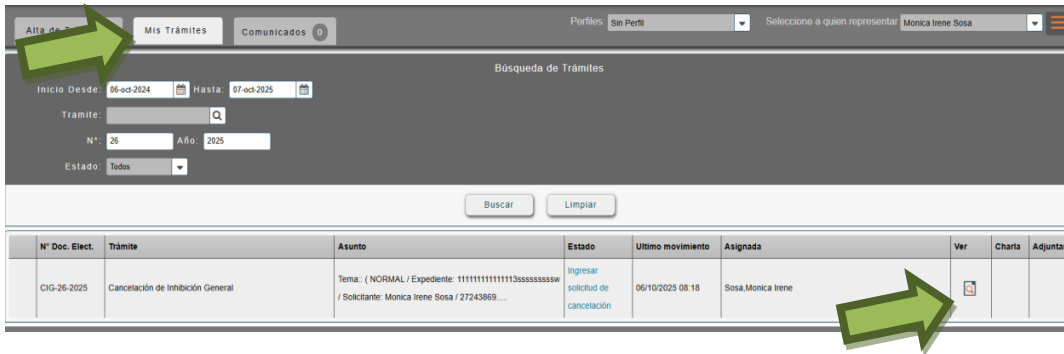 Alta de
Mis Trámites
Comunicados 0
Perfiles: Sin Perfil
Seleccione a quien representar Monica Irene Sosa
Búsqueda de Trámites
Inicio Desde: 06-oct-2024 Hasta: 07-oct-2025
Tramite:
N°: 26 Año: 2025
Estado: Todos
Buscar Limpiar
N° Doc. Elect. Trámite Asunto Estado Ultimo movimiento Asignada Ver Charla Adjuntar
CIG-26-2025 Cancelación de Inhibición General Tema:: ( NORMAL / Expediente: / Solicitante: Monica Irene Sosa / 27243869..... Ingresar solicitud de cancelación 06/10/2025 08:18 Sosa,Monica Irene